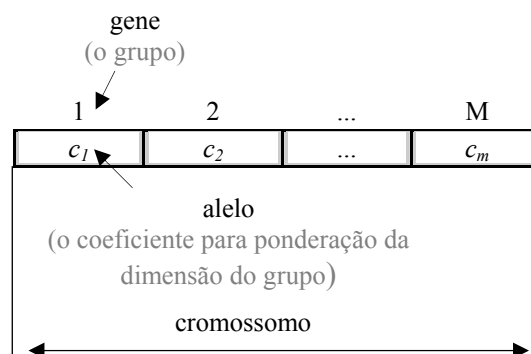 gene
(o grupo)
1 2 ... M
c1 c2 ... cm
alelo
(o coeficiente para ponderação da
dimensão do grupo)
cromossomo